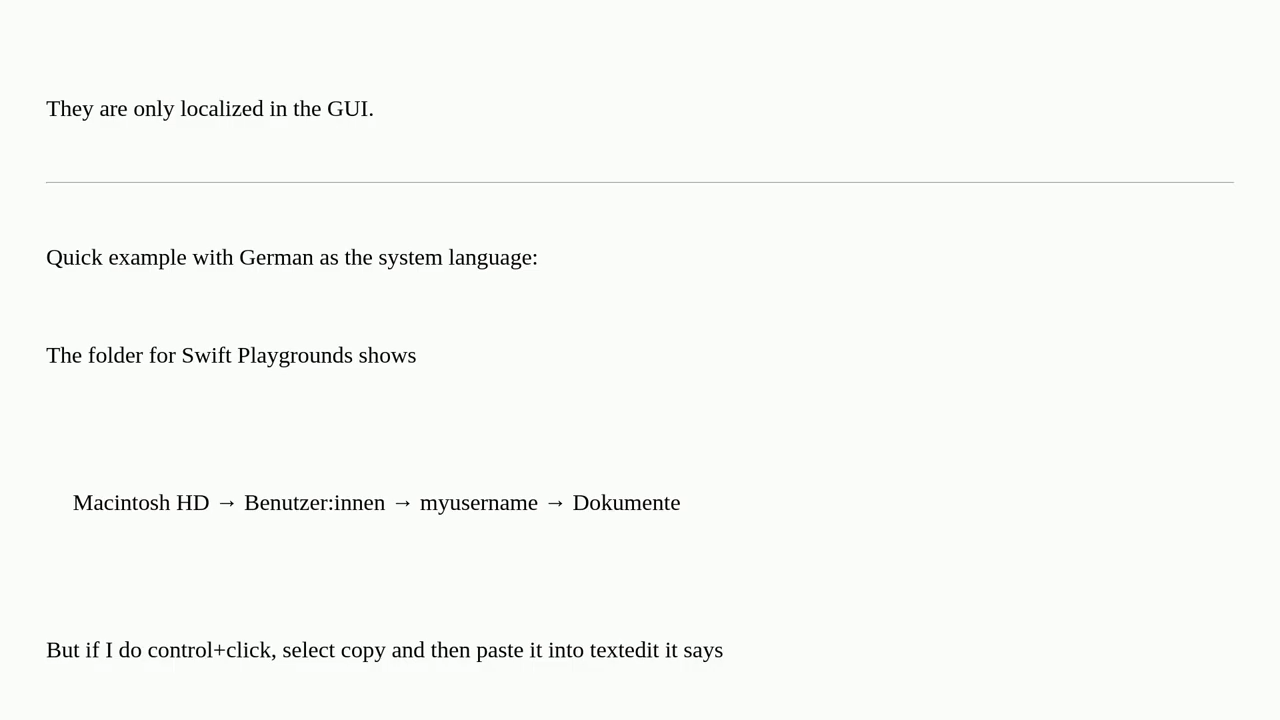 They are only localized in the GUI.
Quick example with German as the system language:
The folder for Swift Playgrounds shows
Macintosh HD → Benutzer:innen → myusername → Dokumente
But if I do control+click, select copy and then paste it into textedit it says